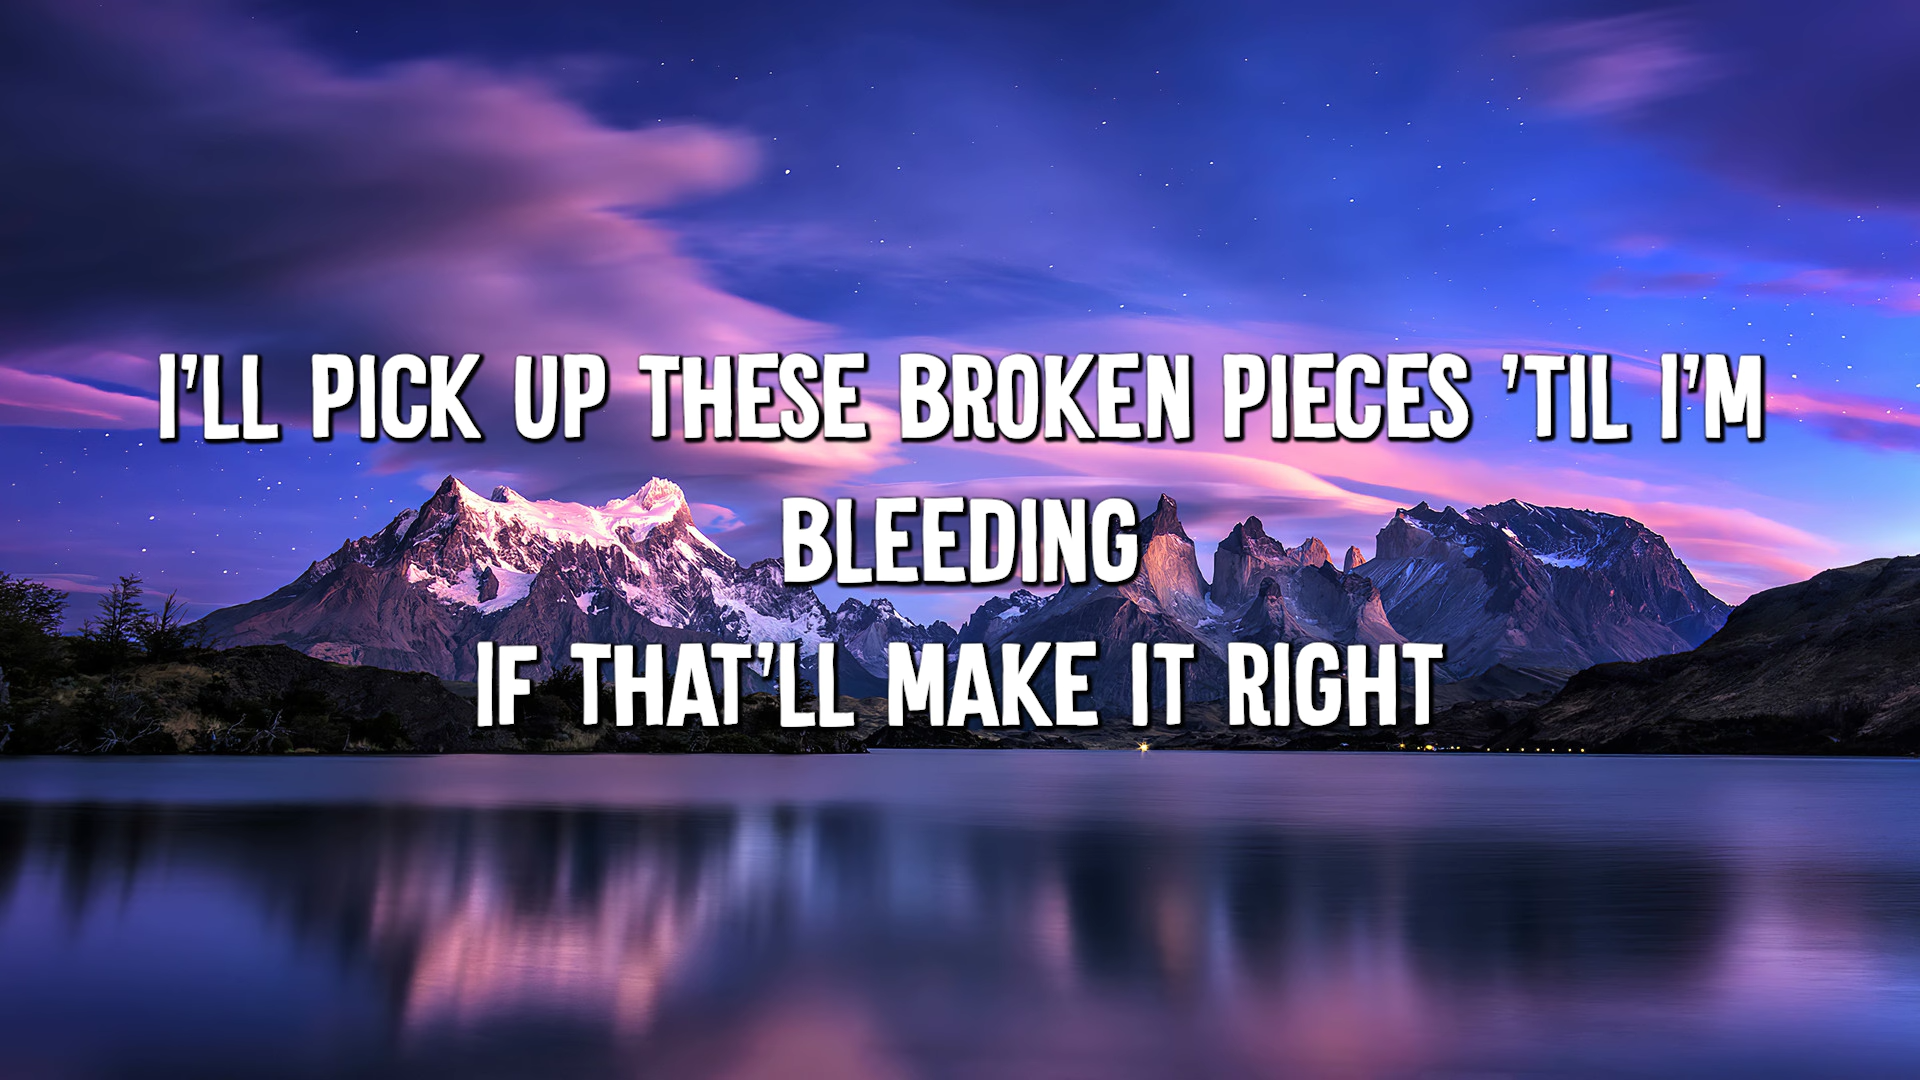 I'LL PICK UP THESE BROKEN PIECES 'TIL I'M
BLEEDING
IF THAT'LL MAKE IT RIGHT